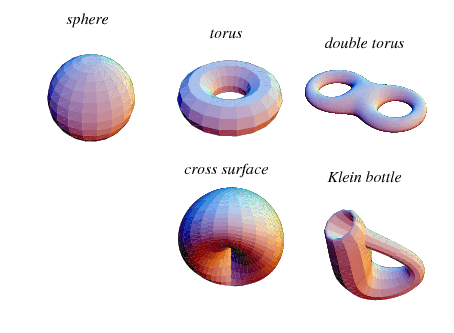 sphere
torus
double torus
cross surface
Klein bottle